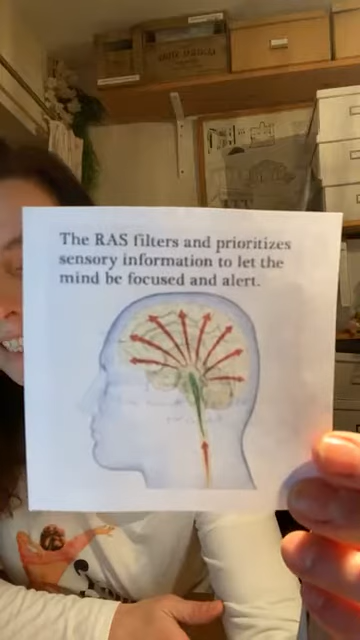 The RAS filters and prioritizes
sensory information to let the
mind be focused and alert.